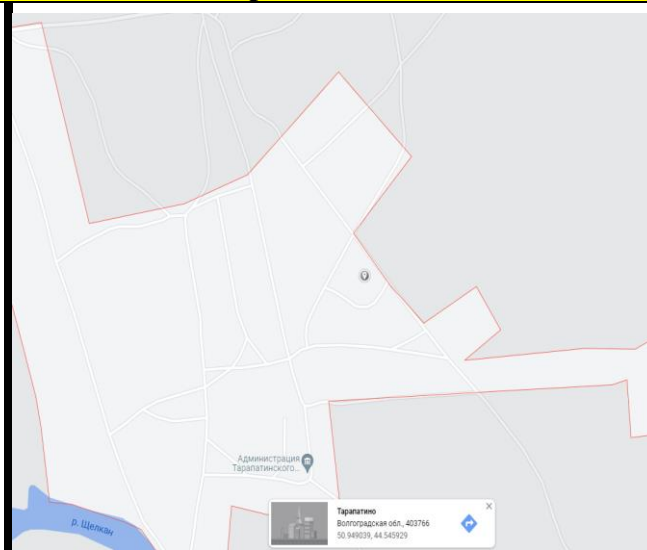 Администрация
Тарапатинского...
р. Щелкан
Тарапатино
Волгоградская обл., 403766
50.949039, 44.545929